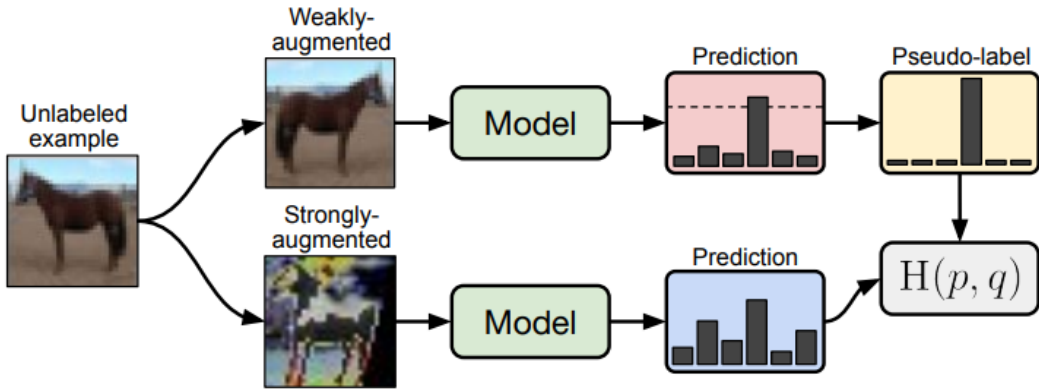 Unlabeled
example
Weakly-
augmented
Model
Prediction
Pseudo-label
Strongly-
augmented
Model
Prediction
H(p, q)